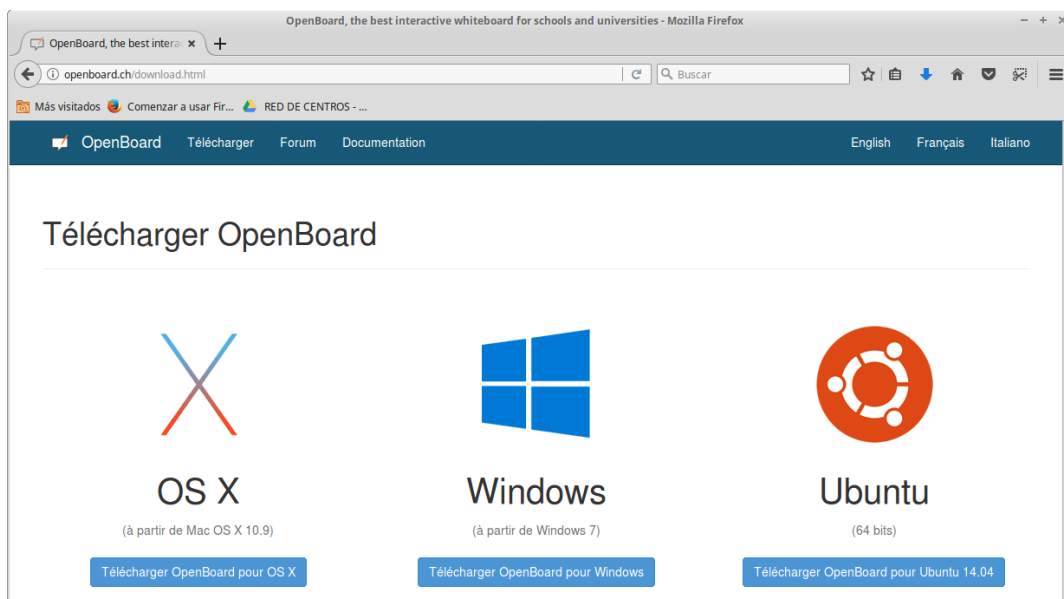 OpenBoard, the best interactive whiteboard for schools and universities - Mozilla Firefox
OpenBoard, the best intera
openboard.ch/download.html
Buscar
Más visitados Comenzar a usar Fir... RED DE CENTROS - ...
OpenBoard Télécharger Forum Documentation English Français Italiano
Télécharger OpenBoard
OS X Windows Ubuntu
(à partir de Mac OS X 10.9) (à partir de Windows 7) (64 bits)
Télécharger OpenBoard pour OS X Télécharger OpenBoard pour Windows Télécharger OpenBoard pour Ubuntu 14.04